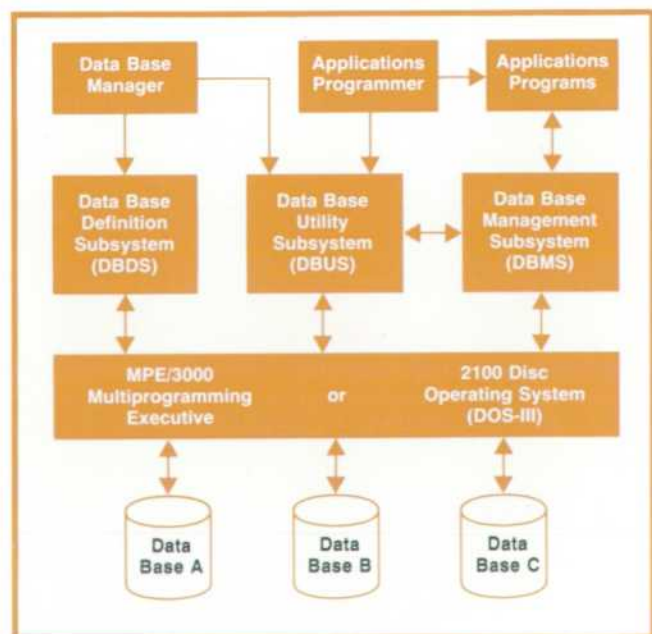 Data Base
Manager
Applications
Programmer
Applications
Programs
Data Base
Definition
Subsystem
(DBDS)
Data Base
Utility
Subsystem
(DBUS)
Data Base
Management
Subsystem
(DBMS)
MPE/3000
Multiprogramming
Executive
or
2100 Disc
Operating System
(DOS-III)
Data
Base A
Data
Base B
Data
Base C